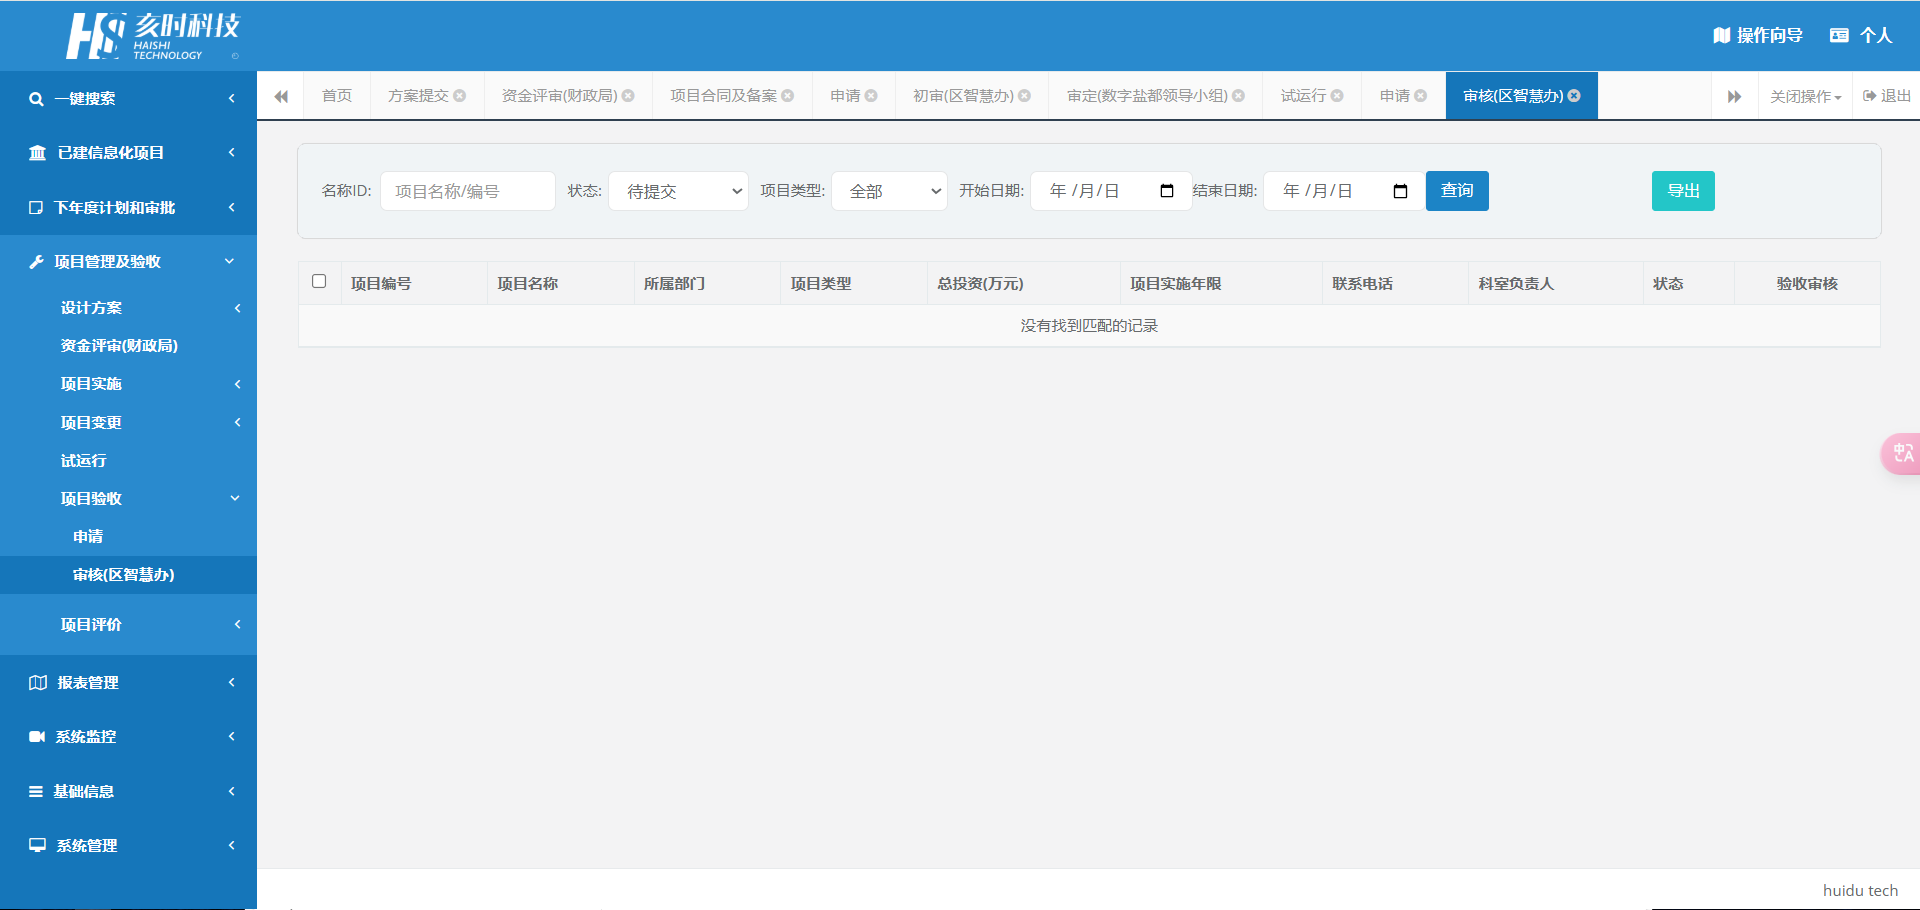 HS 亥时科技
HAISHI
TECHNOLOGY
操作向导
个人
一键搜索
已建信息化项目
下年度计划和审批
项目管理及验收
设计方案
资金评审(财政局)
项目实施
项目变更
试运行
项目验收
申请
审核(区智慧办)
项目评价
报表管理
系统监控
基础信息
系统管理
首页
方案提交
资金评审(财政局)
项目合同及备案
申请
初审(区智慧办)
审定(数字盐都领导小组)
试运行
申请
审核(区智慧办)
关闭操作
退出
名称ID: 项目名称/编号 状态: 待提交 项目类型: 全部 开始日期: 年 /月/日 结束日期: 年 /月/日 查询 导出
项目编号 项目名称 所属部门 项目类型 总投资(万元) 项目实施年限 联系电话 科室负责人 状态 验收审核
没有找到匹配的记录
中A
huidu tech